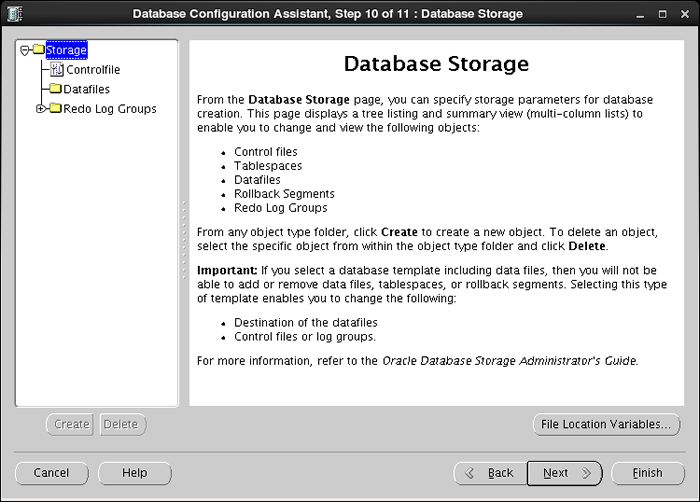 Database Configuration Assistant, Step 10 of 11 : Database Storage
Storage
Controlfile
Datafiles
Redo Log Groups
Database Storage
From the Database Storage page, you can specify storage parameters for database
creation. This page displays a tree listing and summary view (multi-column lists) to
enable you to change and view the following objects:
• Control files
• Tablespaces
• Datafiles
• Rollback Segments
• Redo Log Groups
From any object type folder, click Create to create a new object. To delete an object,
select the specific object from within the object type folder and click Delete.
Important: If you select a database template including data files, then you will not be
able to add or remove data files, tablespaces, or rollback segments. Selecting this type
of template enables you to change the following:
• Destination of the datafiles
• Control files or log groups.
For more information, refer to the Oracle Database Storage Administrator's Guide.
Create
Delete
File Location Variables...
Cancel
Help
Back
Next
Finish